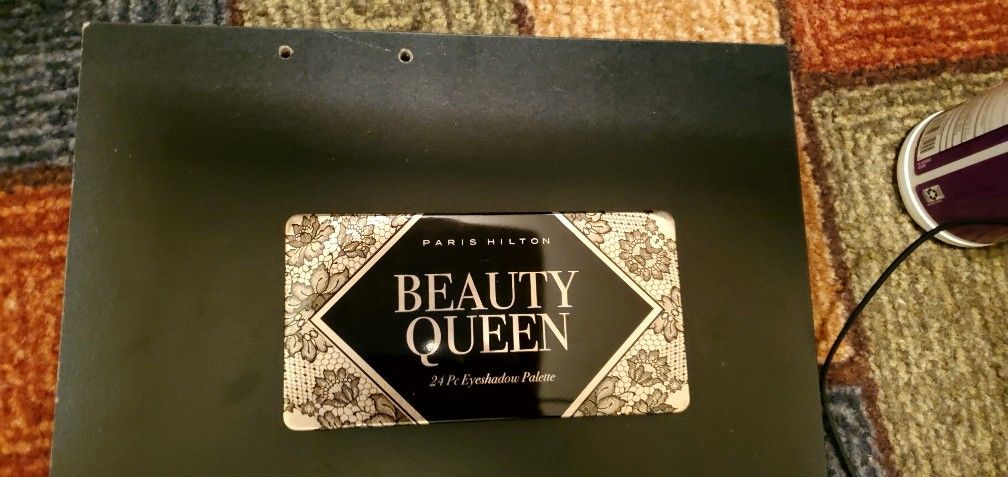 PARIS HILTON
BEAUTY
QUEEN
24 Pc Eyeshadow Palette